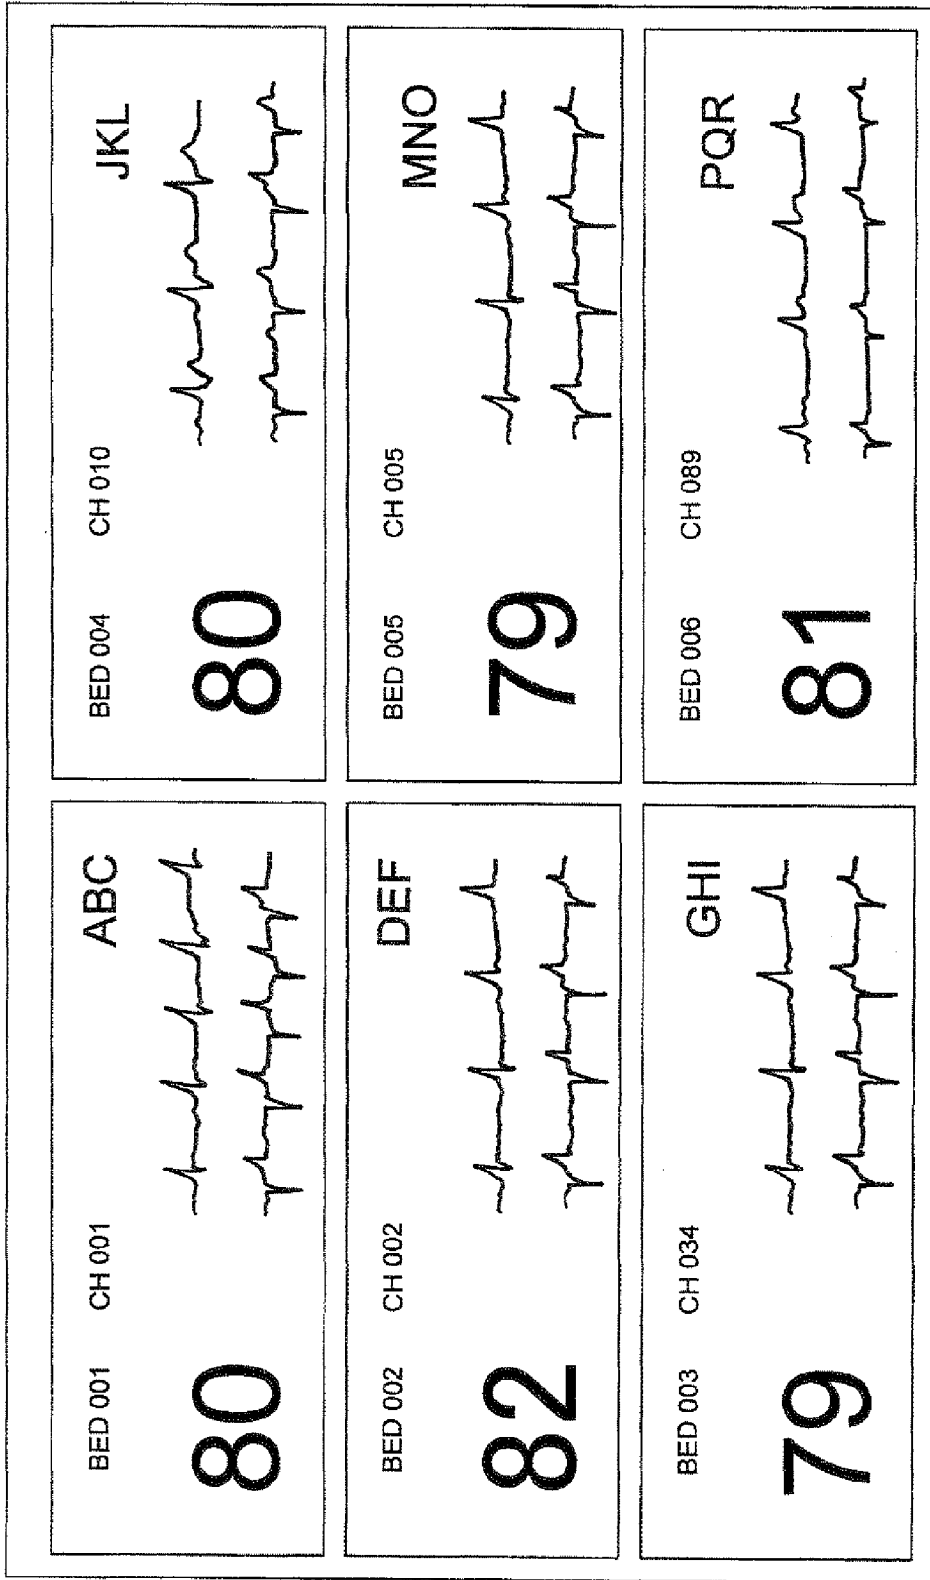 BED 001 CH 001 ABC
80
BED 002 CH 002 DEF
82
BED 003 CH 034 GHI
79
BED 004 CH 010 JKL
80
BED 005 CH 005 MNO
79
BED 006 CH 089 PQR
81